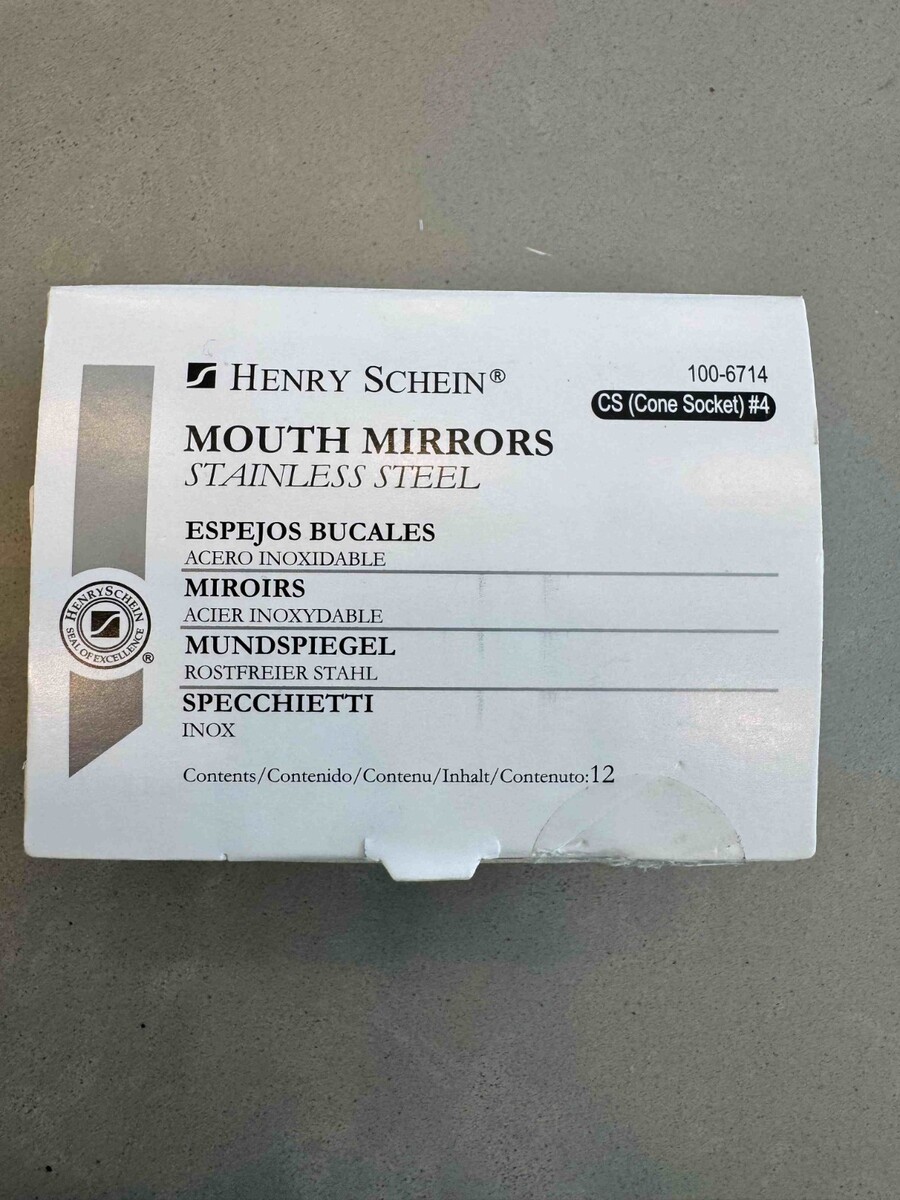 HENRY SCHEIN®
100-6714
CS (Cone Socket) #4
MOUTH MIRRORS
STAINLESS STEEL
ESPEJOS BUCALES
ACERO INOXIDABLE
MIROIRS
ACIER INOXYDABLE
MUNDSPIEGEL
ROSTFREIER STAHL
SPECCHIETTI
INOX
HENRY SCHEIN
SEAL OF EXCELLENCE
®
Contents/Contenido/Contenu/Inhalt/Contenuto:12